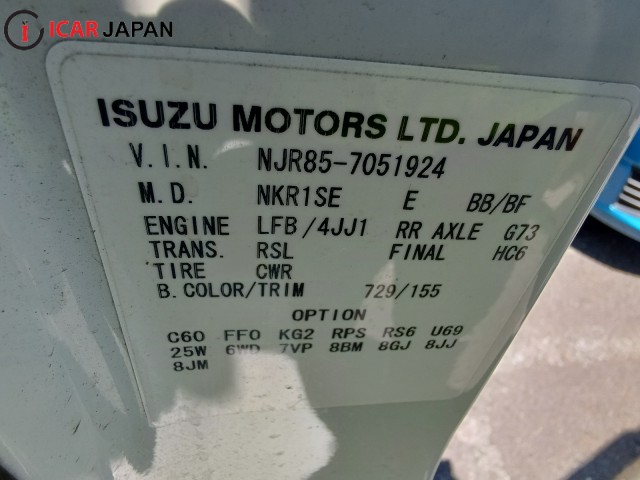 ICAR JAPAN
ISUZU MOTORS LTD. JAPAN
V.I.N. NJR85-7051924
M.D. NKR1SE E BB/BF
ENGINE LFB/4JJ1 RR AXLE G73
TRANS. RSL FINAL HC6
TIRE CWR
B.COLOR/TRIM 729/155
OPTION
C60 FF0 KG2 RPS RS6 U69
25W 6WD 7VP 8BM 8GJ 8JJ
8JM